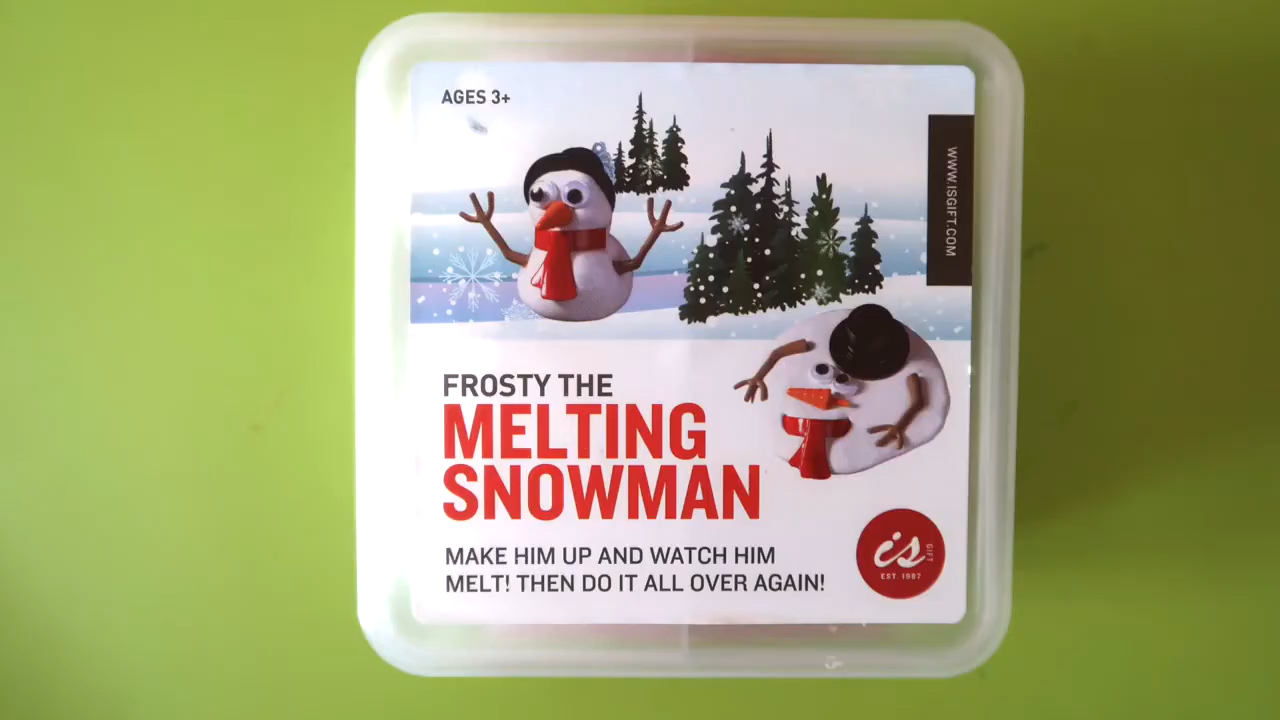 AGES 3+
WWW.ISGIFT.COM
FROSTY THE
MELTING
SNOWMAN
MAKE HIM UP AND WATCH HIM
MELT! THEN DO IT ALL OVER AGAIN!
is GIFT
EST. 1987